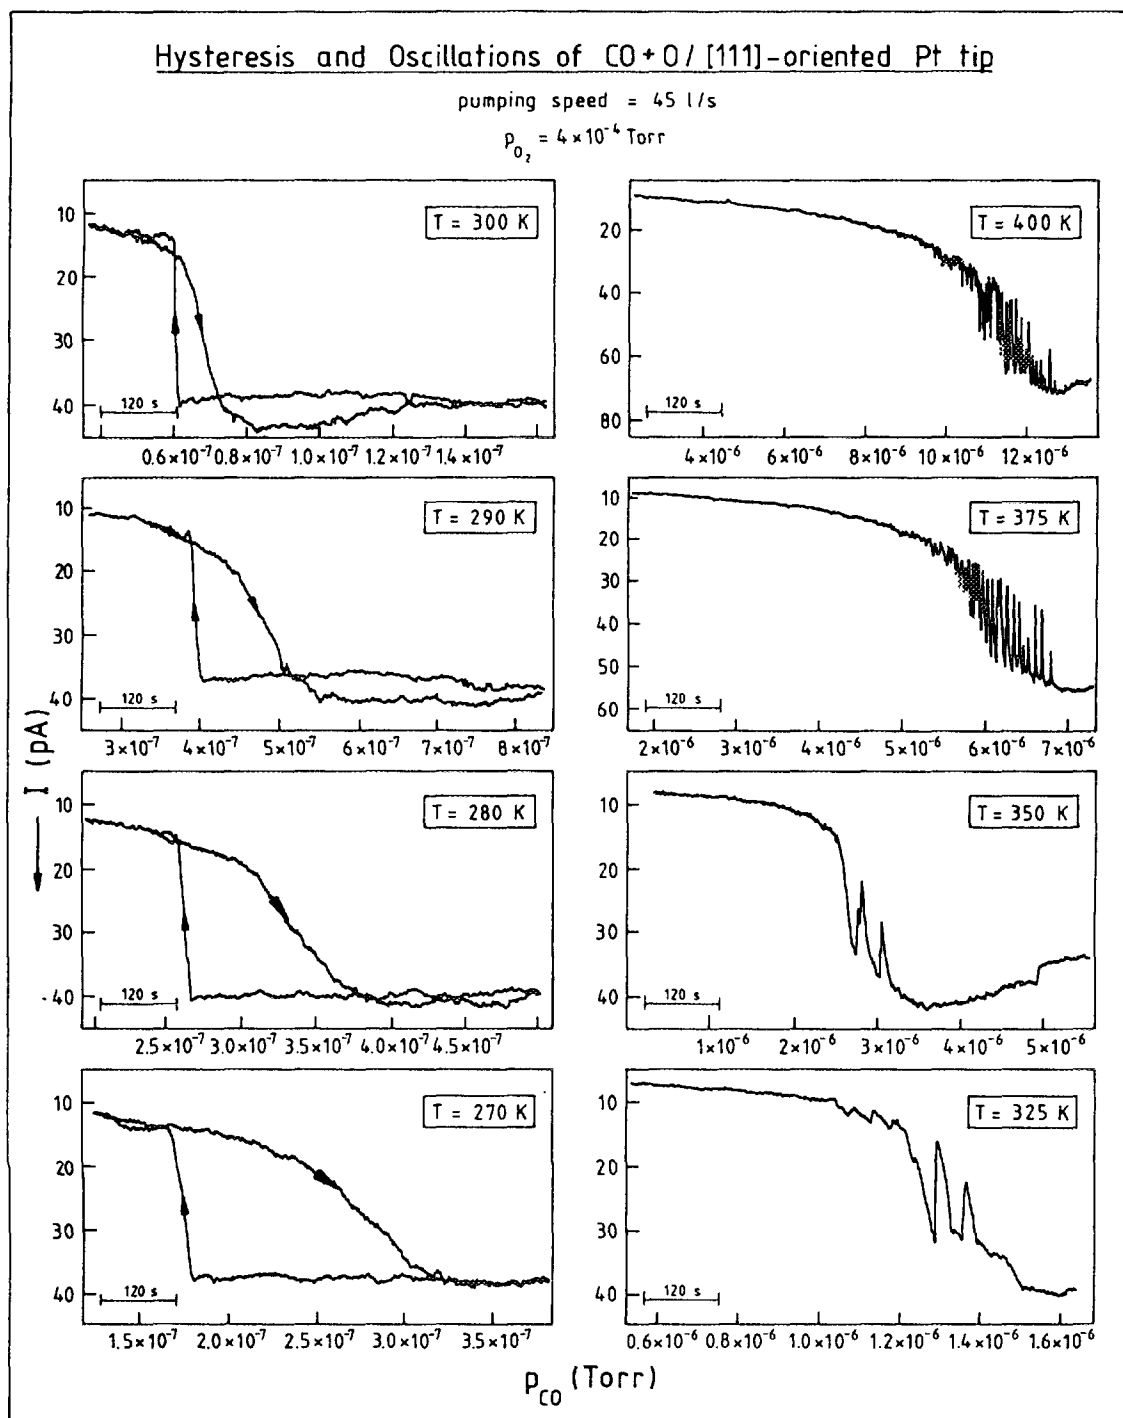 Hysteresis and Oscillations of CO+O/[111]-oriented Pt tip
pumping speed = 45 l/s
p_O₂ = 4×10⁻⁴ Torr
T = 300 K
10
20
30
40
120 s
0.6×10⁻⁷ 0.8×10⁻⁷ 1.0×10⁻⁷ 1.2×10⁻⁷ 1.4×10⁻⁷
T = 400 K
20
40
60
80
120 s
4×10⁻⁶ 6×10⁻⁶ 8×10⁻⁶ 10×10⁻⁶ 12×10⁻⁶
T = 290 K
10
20
30
40
120 s
3×10⁻⁷ 4×10⁻⁷ 5×10⁻⁷ 6×10⁻⁷ 7×10⁻⁷ 8×10⁻⁷
T = 375 K
10
20
30
40
50
60
120 s
2×10⁻⁶ 3×10⁻⁶ 4×10⁻⁶ 5×10⁻⁶ 6×10⁻⁶ 7×10⁻⁶
I (pA)
T = 280 K
10
20
30
40
120 s
2.5×10⁻⁷ 3.0×10⁻⁷ 3.5×10⁻⁷ 4.0×10⁻⁷ 4.5×10⁻⁷
T = 350 K
10
20
30
40
120 s
1×10⁻⁶ 2×10⁻⁶ 3×10⁻⁶ 4×10⁻⁶ 5×10⁻⁶
T = 270 K
10
20
30
40
120 s
1.5×10⁻⁷ 2.0×10⁻⁷ 2.5×10⁻⁷ 3.0×10⁻⁷ 3.5×10⁻⁷
T = 325 K
10
20
30
40
120 s
0.6×10⁻⁶ 0.8×10⁻⁶ 1.0×10⁻⁶ 1.2×10⁻⁶ 1.4×10⁻⁶ 1.6×10⁻⁶
p_CO (Torr)